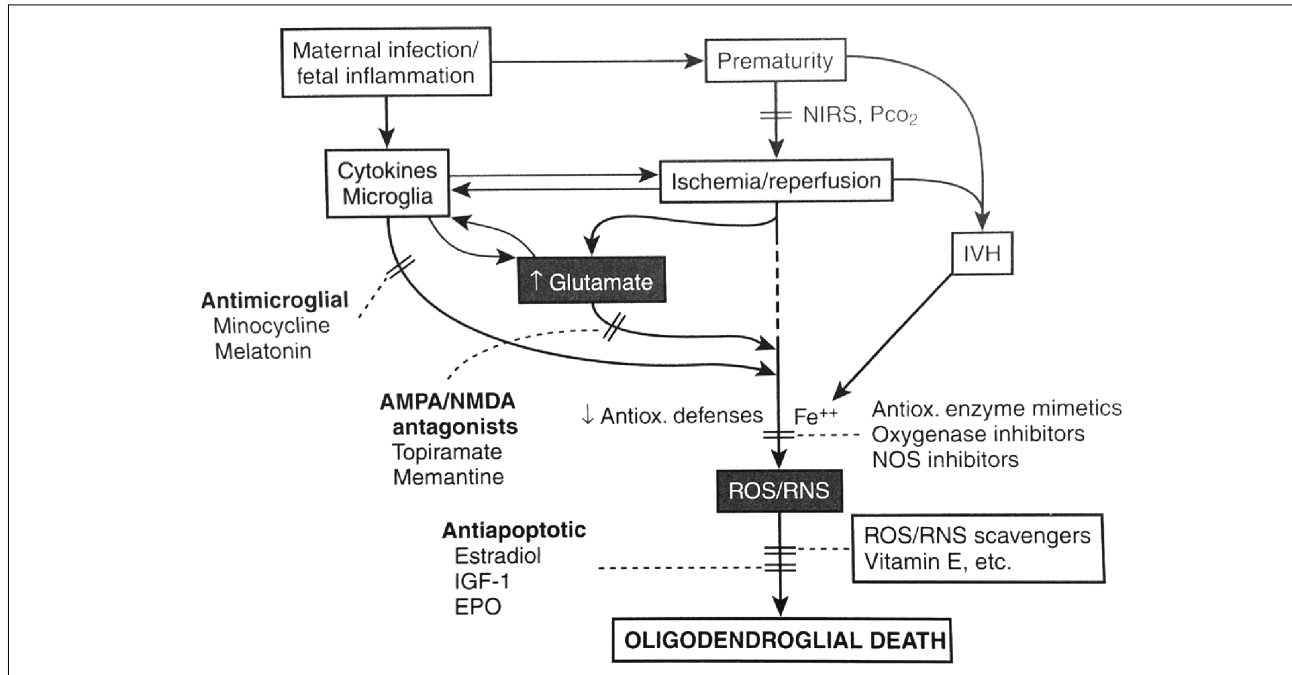 Maternal infection/
fetal inflammation
Prematurity
NIRS, Pco₂
Cytokines
Microglia
Ischemia/reperfusion
IVH
↑ Glutamate
Antimicroglial
Minocycline
Melatonin
AMPA/NMDA
antagonists
Topiramate
Memantine
↓ Antiox. defenses
Fe⁺⁺
Antiox. enzyme mimetics
Oxygenase inhibitors
NOS inhibitors
ROS/RNS
Antiapoptotic
Estradiol
IGF-1
EPO
ROS/RNS scavengers
Vitamin E, etc.
OLIGODENDROGLIAL DEATH